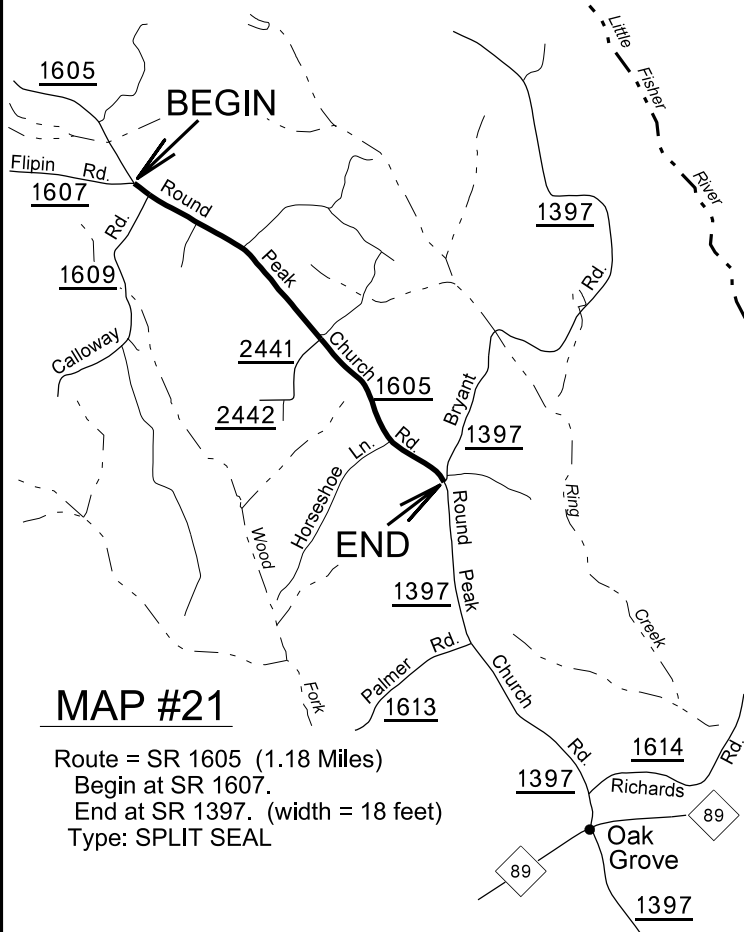 Little Fisher River
1605
BEGIN
Flipin Rd.
1607
Round Peak Church Rd.
Rd.
1397
1609
Rd.
Calloway
2441
1605
2442
Bryant
1397
Horseshoe Ln.
Ring
END
Round Peak Church Rd.
Wood
1397
Creek
Palmer Rd.
1613
Fork
MAP #21
Route = SR 1605 (1.18 Miles)
Begin at SR 1607.
End at SR 1397. (width = 18 feet)
Type: SPLIT SEAL
1614
Richards Rd.
1397
89
Oak
Grove
89
1397